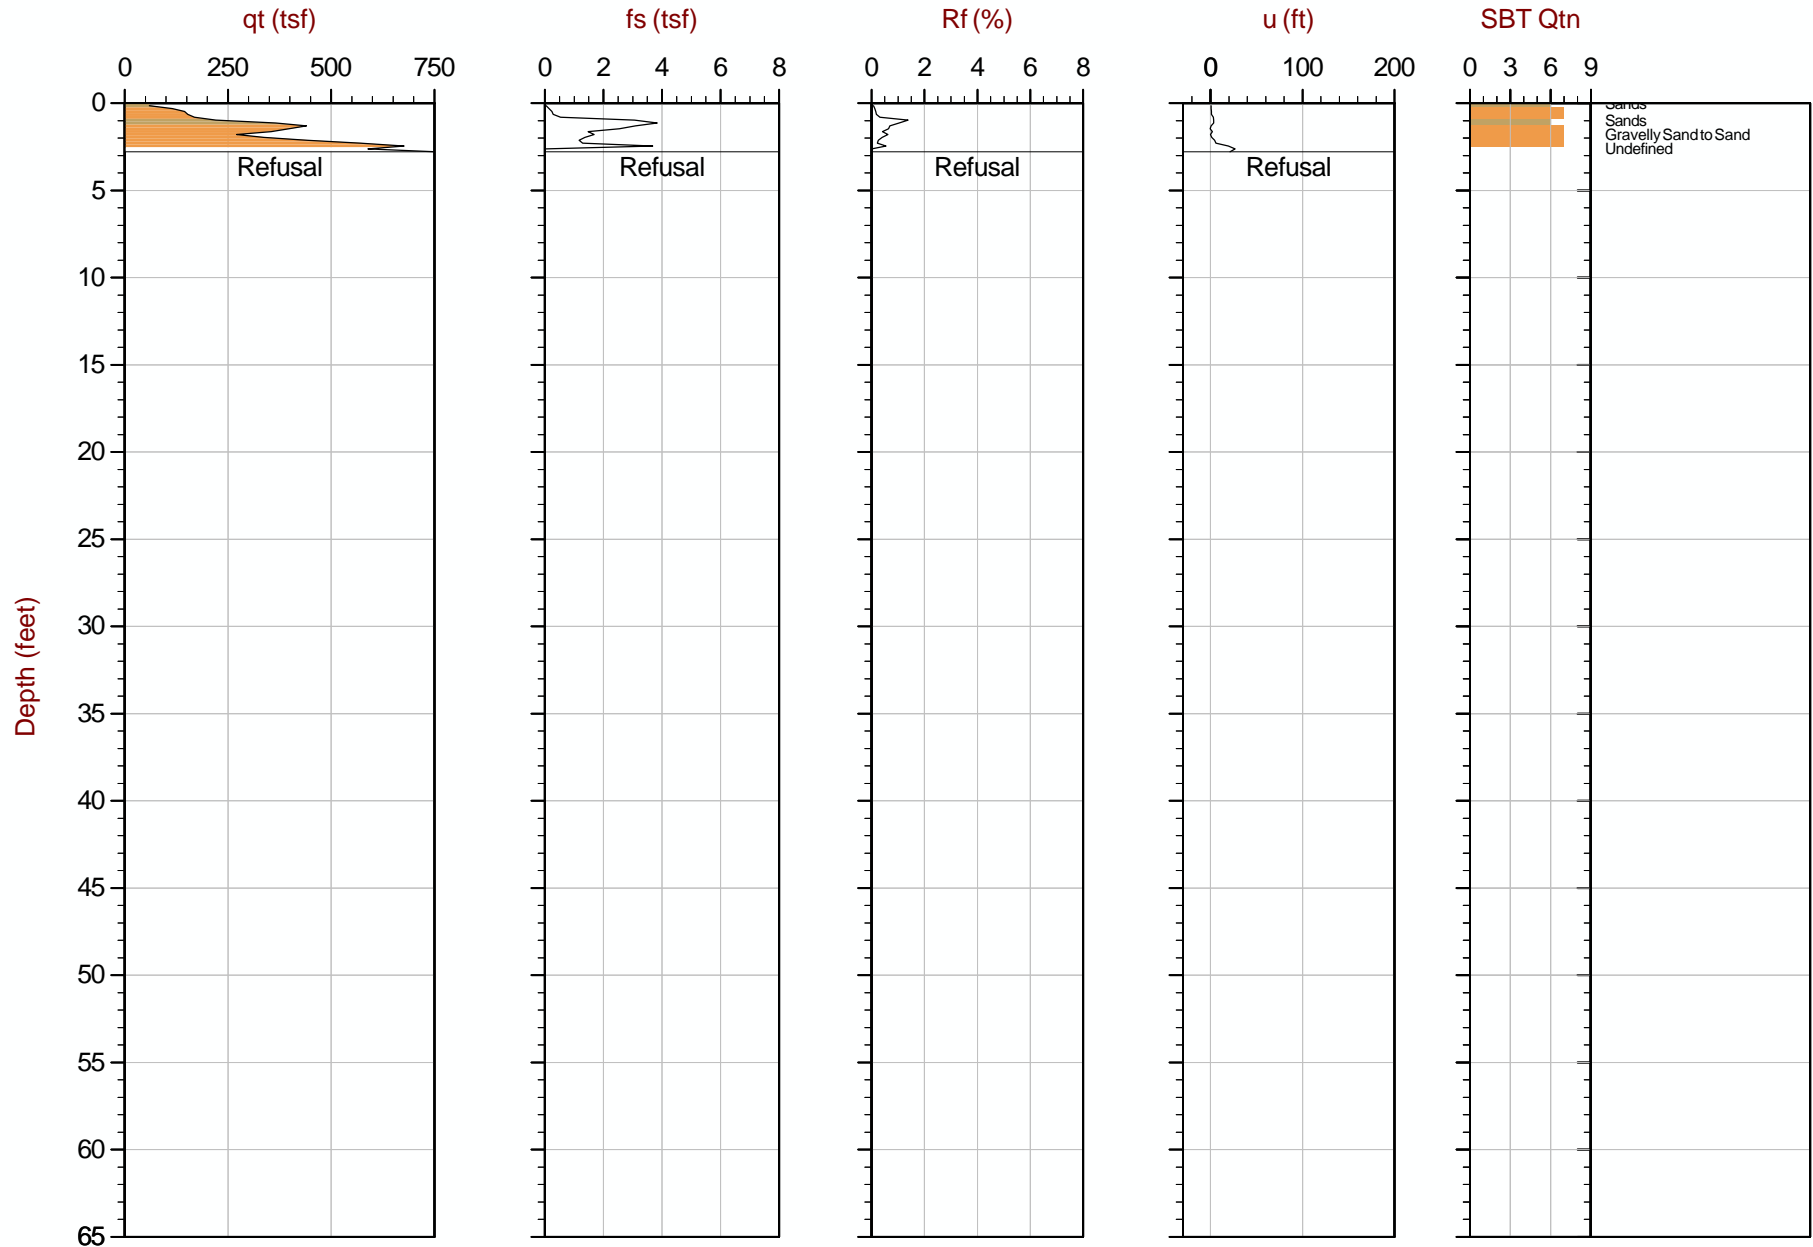 qt (tsf) fs (tsf) Rf (%) u (ft) SBT Qtn
0 250 500 750 0 2 4 6 8 0 2 4 6 8 0 100 200 0 3 6 9
0
5
10
15
20
25
30
35
40
45
50
55
60
65
Depth (feet)
Refusal Refusal Refusal Refusal
Sands
Sands
Gravelly Sand to Sand
Undefined